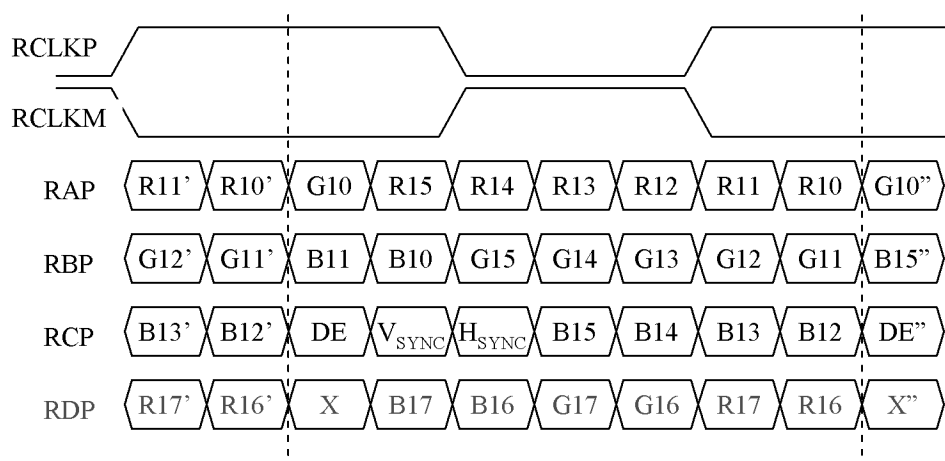 RCLKP
RCLKM
RAP R11’ R10’ G10 R15 R14 R13 R12 R11 R10 G10”
RBP G12’ G11’ B11 B10 G15 G14 G13 G12 G11 B15”
RCP B13’ B12’ DE VSYNC HSYNC B15 B14 B13 B12 DE”
RDP R17’ R16’ X B17 B16 G17 G16 R17 R16 X”